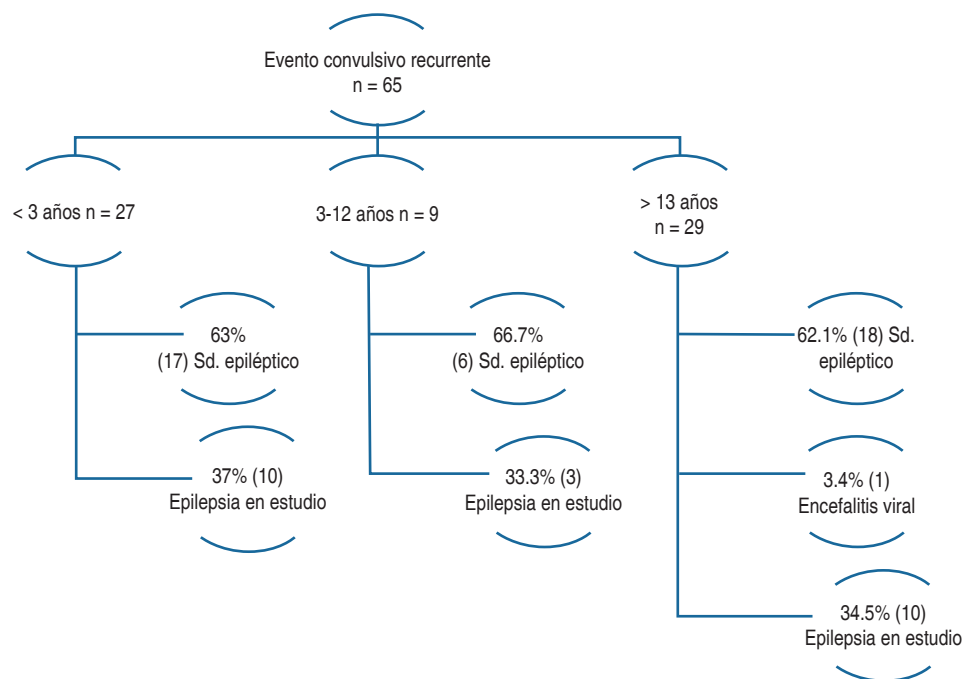 Evento convulsivo recurrente
n = 65
< 3 años n = 27
3-12 años n = 9
> 13 años
n = 29
63%
(17) Sd. epiléptico
66.7%
(6) Sd. epiléptico
62.1% (18) Sd.
epiléptico
37% (10)
Epilepsia en estudio
33.3% (3)
Epilepsia en estudio
3.4% (1)
Encefalitis viral
34.5% (10)
Epilepsia en estudio